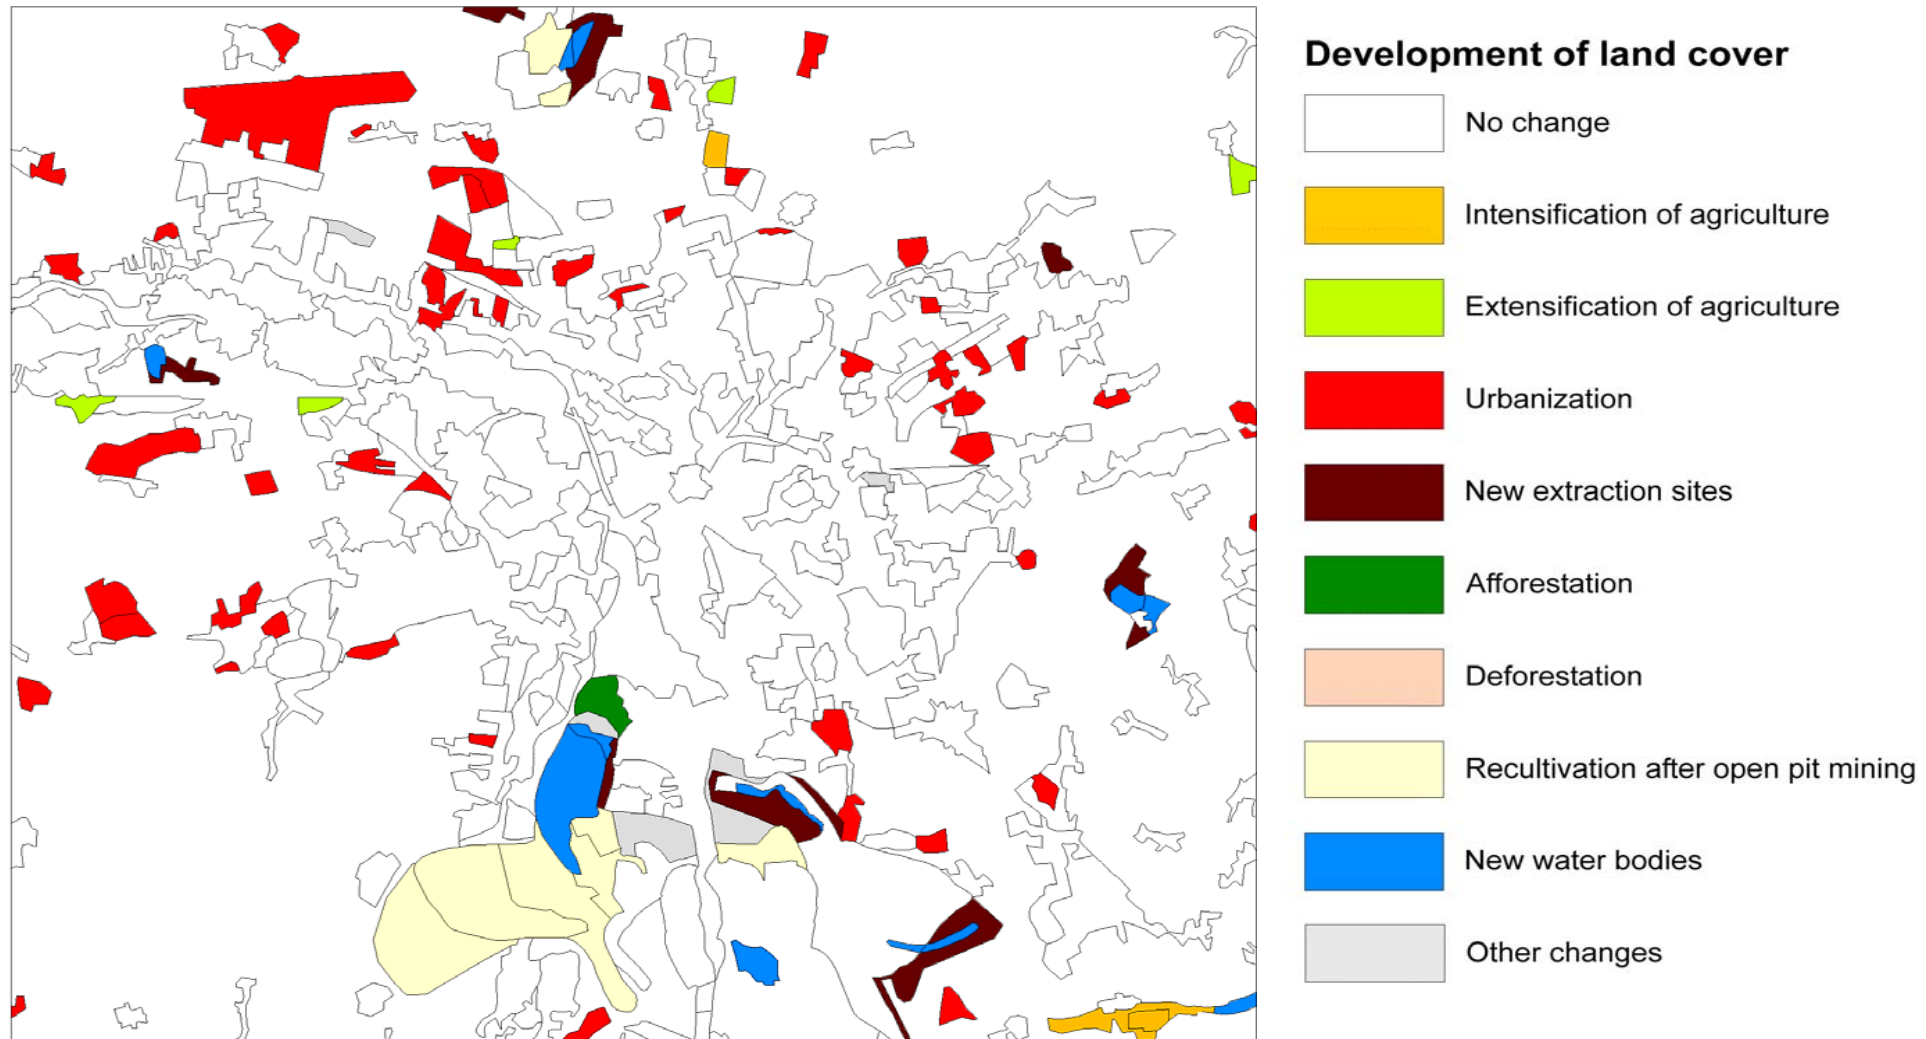 Development of land cover
No change
Intensification of agriculture
Extensification of agriculture
Urbanization
New extraction sites
Afforestation
Deforestation
Recultivation after open pit mining
New water bodies
Other changes